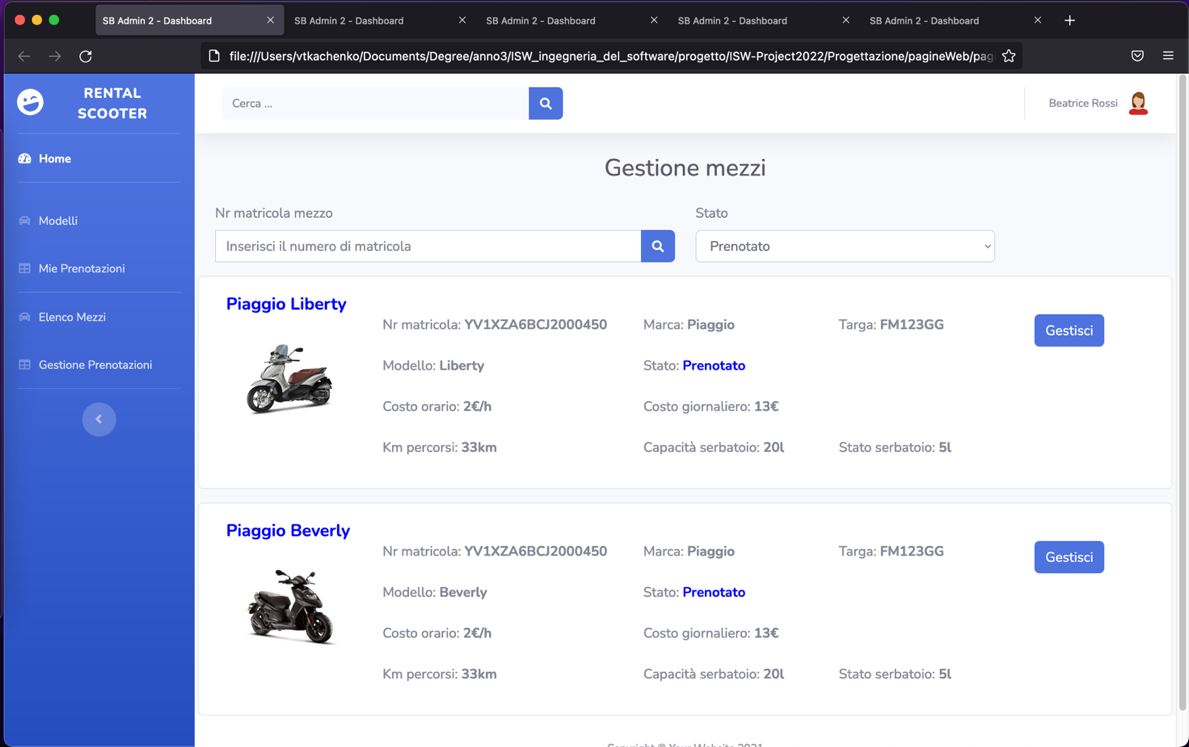 SB Admin 2 - Dashboard
SB Admin 2 - Dashboard
SB Admin 2 - Dashboard
SB Admin 2 - Dashboard
SB Admin 2 - Dashboard
file:///Users/vtkachenko/Documents/Degree/anno3/ISW_ingegneria_del_software/progetto/ISW-Project2022/Progettazione/pagineWeb/pag
RENTAL
SCOOTER
Home
Modelli
Mie Prenotazioni
Elenco Mezzi
Gestione Prenotazioni
Cerca ...
Beatrice Rossi
Gestione mezzi
Nr matricola mezzo
Stato
Inserisci il numero di matricola
Prenotato
Piaggio Liberty
Nr matricola: YV1XZA6BCJ2000450
Marca: Piaggio
Targa: FM123GG
Gestisci
Modello: Liberty
Stato: Prenotato
Costo orario: 2€/h
Costo giornaliero: 13€
Km percorsi: 33km
Capacità serbatoio: 20l
Stato serbatoio: 5l
Piaggio Beverly
Nr matricola: YV1XZA6BCJ2000450
Marca: Piaggio
Targa: FM123GG
Gestisci
Modello: Beverly
Stato: Prenotato
Costo orario: 2€/h
Costo giornaliero: 13€
Km percorsi: 33km
Capacità serbatoio: 20l
Stato serbatoio: 5l
Copyright © Your Website 2021